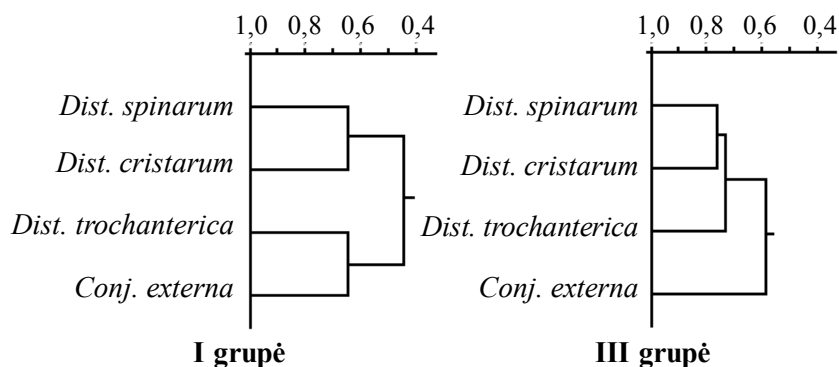 1,0 0,8 0,6 0,4
Dist. spinarum
Dist. cristarum
Dist. trochanterica
Conj. externa
I grupė
1,0 0,8 0,6 0,4
Dist. spinarum
Dist. cristarum
Dist. trochanterica
Conj. externa
III grupė